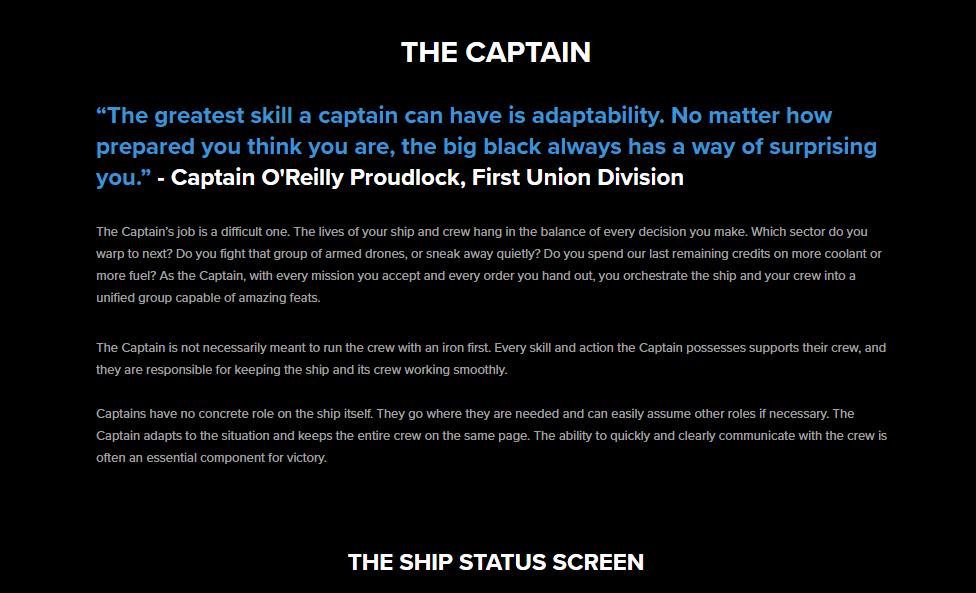 THE CAPTAIN
“The greatest skill a captain can have is adaptability. No matter how
prepared you think you are, the big black always has a way of surprising
you.” - Captain O'Reilly Proudlock, First Union Division
The Captain’s job is a difficult one. The lives of your ship and crew hang in the balance of every decision you make. Which sector do you
warp to next? Do you fight that group of armed drones, or sneak away quietly? Do you spend our last remaining credits on more coolant or
more fuel? As the Captain, with every mission you accept and every order you hand out, you orchestrate the ship and your crew into a
unified group capable of amazing feats.
The Captain is not necessarily meant to run the crew with an iron first. Every skill and action the Captain possesses supports their crew, and
they are responsible for keeping the ship and its crew working smoothly.
Captains have no concrete role on the ship itself. They go where they are needed and can easily assume other roles if necessary. The
Captain adapts to the situation and keeps the entire crew on the same page. The ability to quickly and clearly communicate with the crew is
often an essential component for victory.
THE SHIP STATUS SCREEN